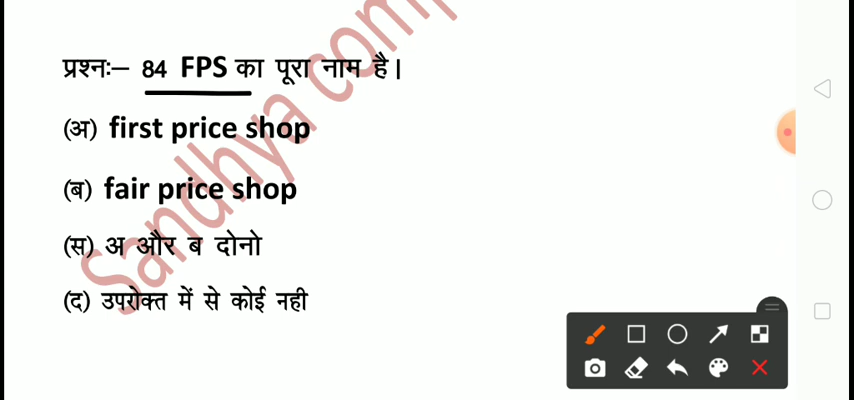 प्रश्नः– 84 FPS का पूरा नाम है।
(अ) first price shop
(ब) fair price shop
(स) अ और ब दोनो
(द) उपरोक्त में से कोई नही
Sandhya com